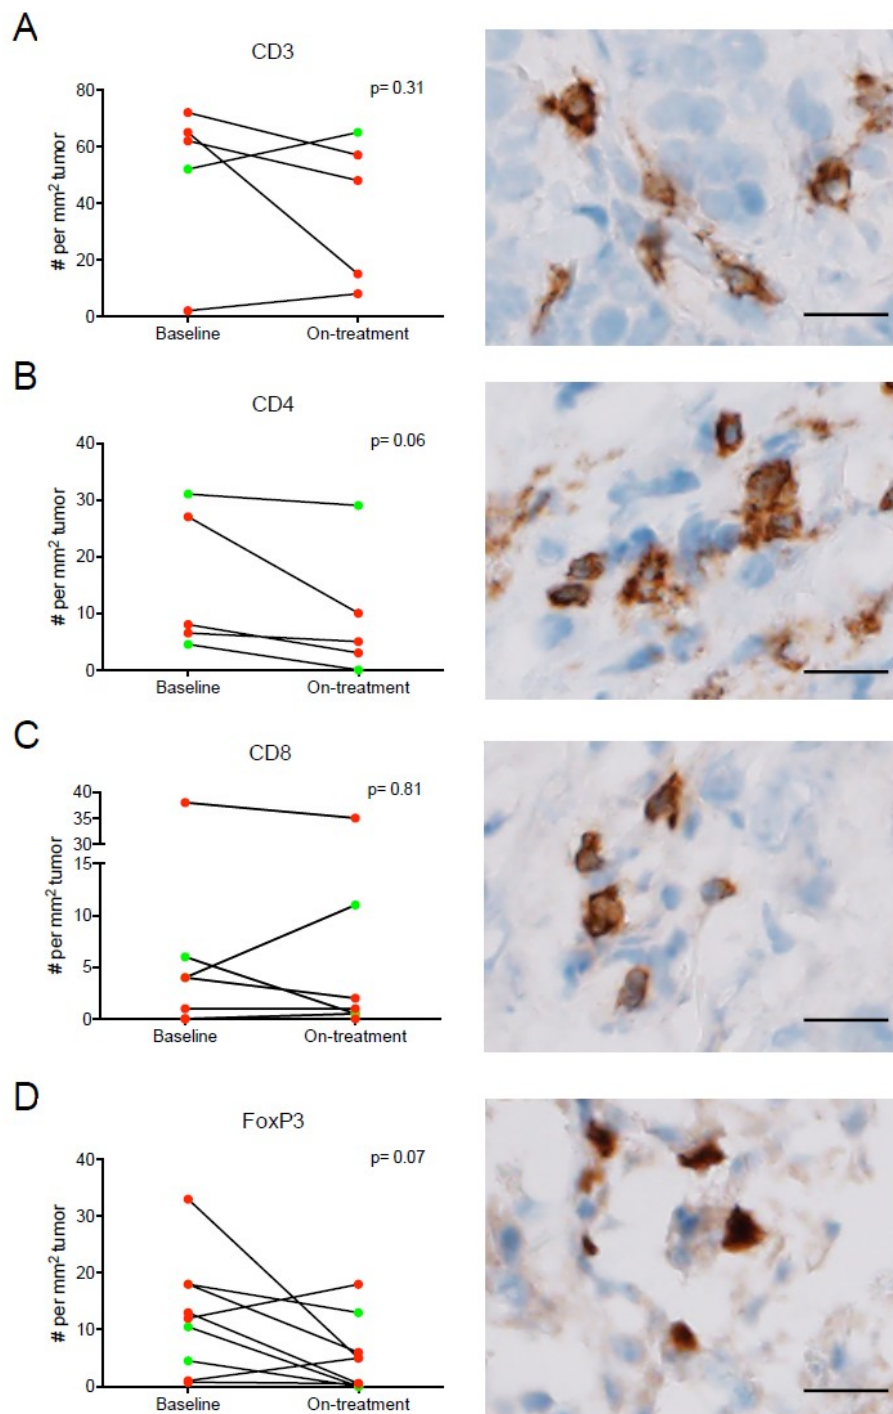 A
CD3
p= 0.31
# per mm² tumor
80
60
40
20
0
Baseline On-treatment
B
CD4
p= 0.06
# per mm² tumor
40
30
20
10
0
Baseline On-treatment
C
CD8
p= 0.81
# per mm² tumor
40
35
30
15
10
5
0
Baseline On-treatment
D
FoxP3
p= 0.07
# per mm² tumor
40
30
20
10
0
Baseline On-treatment